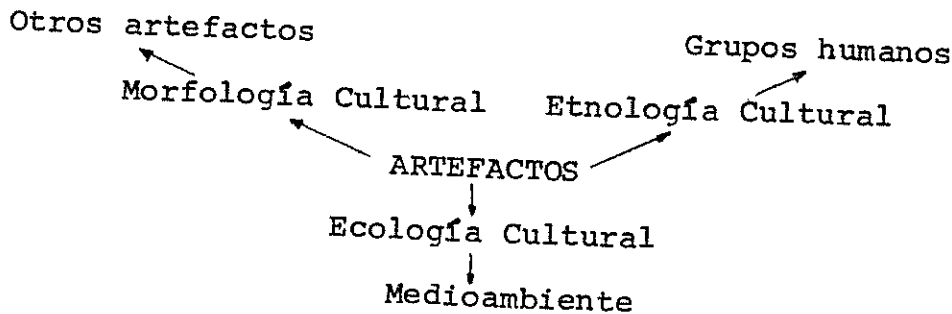 Otros artefactos
Grupos humanos
Morfología Cultural
Etnología Cultural
ARTEFACTOS
Ecología Cultural
Medioambiente